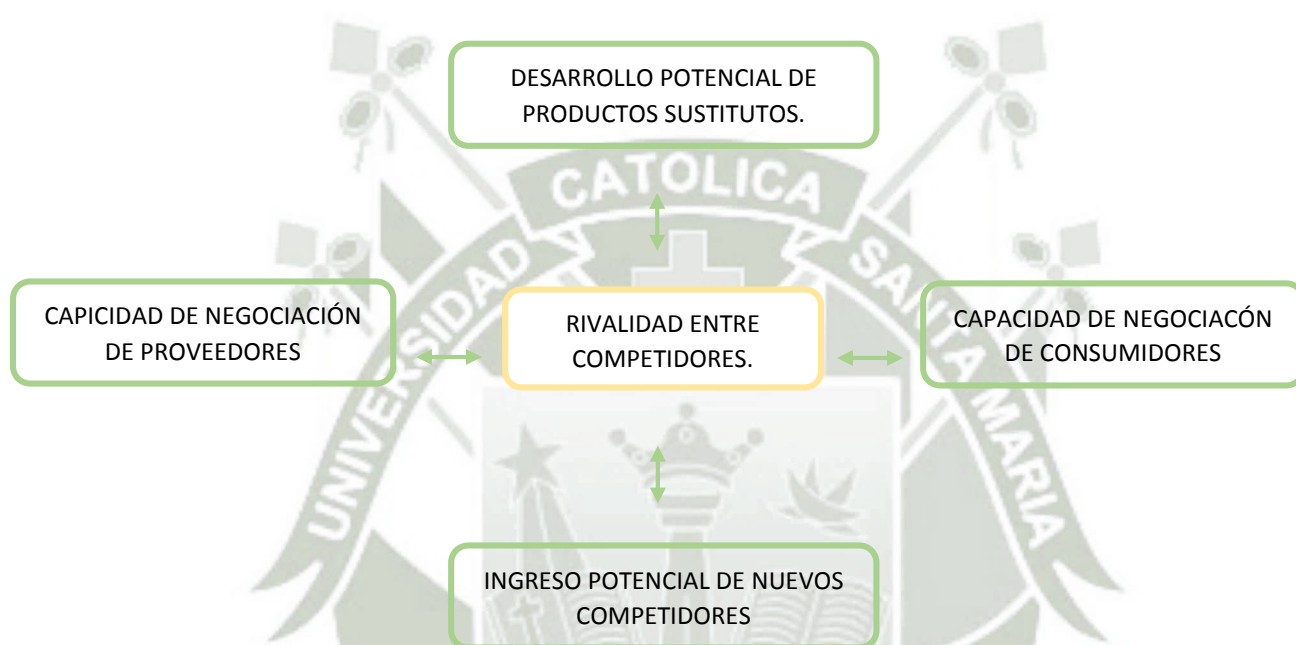 DESARROLLO POTENCIAL DE
PRODUCTOS SUSTITUTOS.
CATOLICA
UNIVERSIDAD
SANTA MARIA
CAPICIDAD DE NEGOCIACIÓN
DE PROVEEDORES
RIVALIDAD ENTRE
COMPETIDORES.
CAPACIDAD DE NEGOCIACÓN
DE CONSUMIDORES
INGRESO POTENCIAL DE NUEVOS
COMPETIDORES